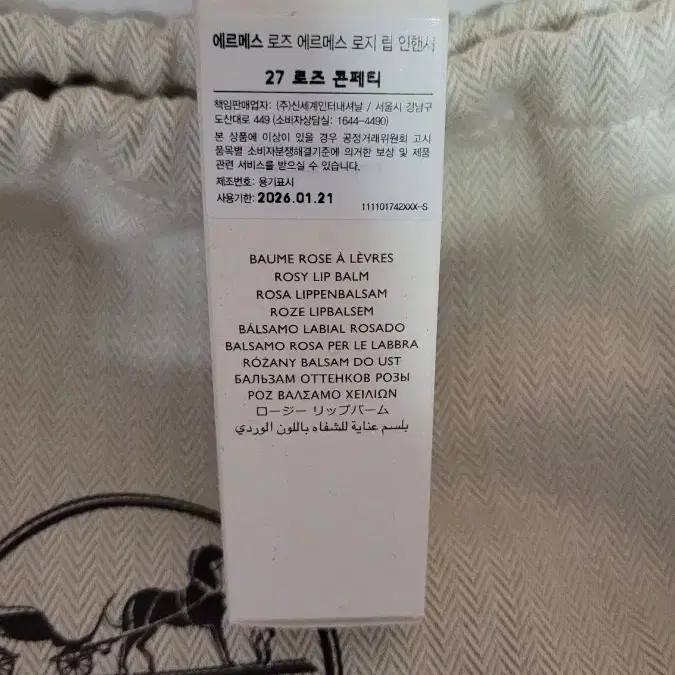 에르메스 로즈 에르메스 로지 립 인핸서
27 로즈 콘페티
책임판매업자: (주)신세계인터내셔날 / 서울시 강남구
도산대로 449 (소비자상담실: 1644-4490)
본 상품에 이상이 있을 경우 공정거래위원회 고시
품목별 소비자분쟁해결기준에 의거한 보상 및 제품
관련 서비스를 받으실 수 있습니다.
제조번호: 용기표시
사용기한: 2026.01.21
111101742XXX-S
BAUME ROSE À LÈVRES
ROSY LIP BALM
ROSA LIPPENBALSAM
ROZE LIPBALSEM
BÁLSAMO LABIAL ROSADO
BALSAMO ROSA PER LE LABBRA
RÓŻANY BALSAM DO UST
БАЛЬЗАМ ОТТЕНКОВ РОЗЫ
ΡΟΖ ΒΑΛΣΑΜΟ ΧΕΙΛΙΩΝ
ロージー リップバーム
بلسم عناية للشفاه باللون الوردي